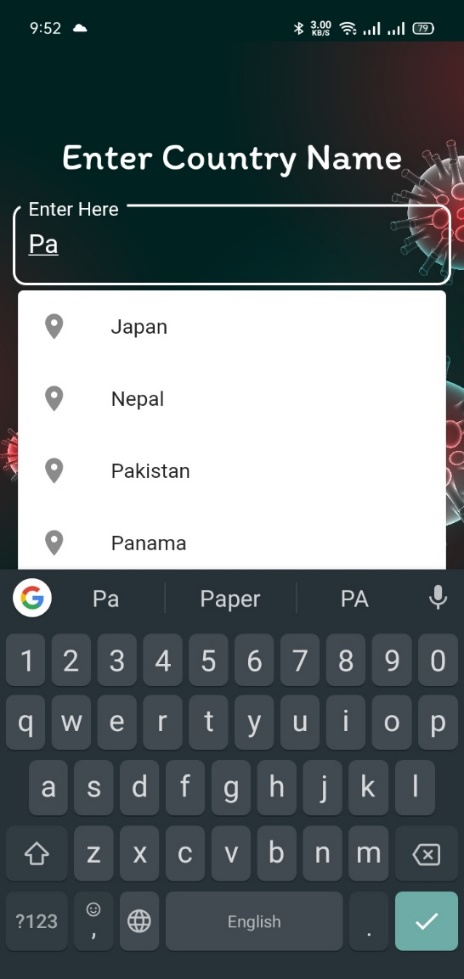 9:52 3.00 KB/S 79
Enter Country Name
Enter Here
Pa
Japan
Nepal
Pakistan
Panama
G Pa Paper PA
1 2 3 4 5 6 7 8 9 0
q w e r t y u i o p
a s d f g h j k l
z x c v b n m
?123 , English .